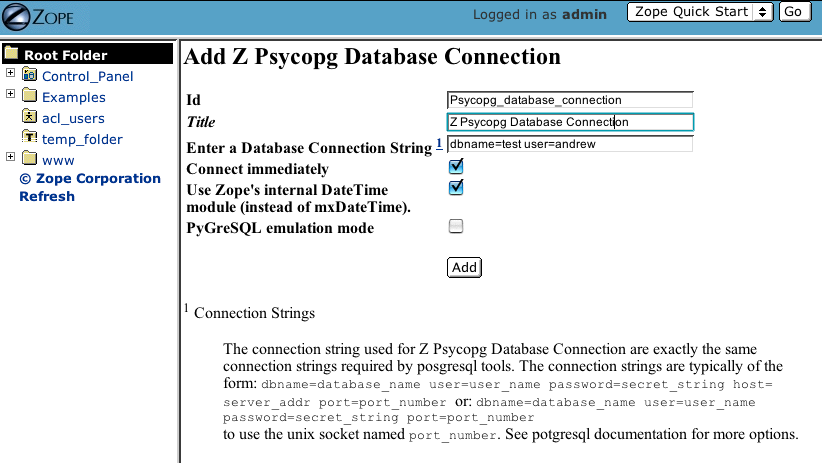 ZOPE
Logged in as admin
Zope Quick Start
Go
Root Folder
Control_Panel
Examples
acl_users
temp_folder
www
© Zope Corporation
Refresh
Add Z Psycopg Database Connection
Id
Psycopg_database_connection
Title
Z Psycopg Database Connection
Enter a Database Connection String 1
dbname=test user=andrew
Connect immediately
Use Zope's internal DateTime
module (instead of mxDateTime).
PyGreSQL emulation mode
Add
1 Connection Strings
The connection string used for Z Psycopg Database Connection are exactly the same
connection strings required by posgresql tools. The connection strings are typically of the
form: dbname=database_name user=user_name password=secret_string host=
server_addr port=port_number or: dbname=database_name user=user_name
password=secret_string port=port_number
to use the unix socket named port_number. See potgresql documentation for more options.